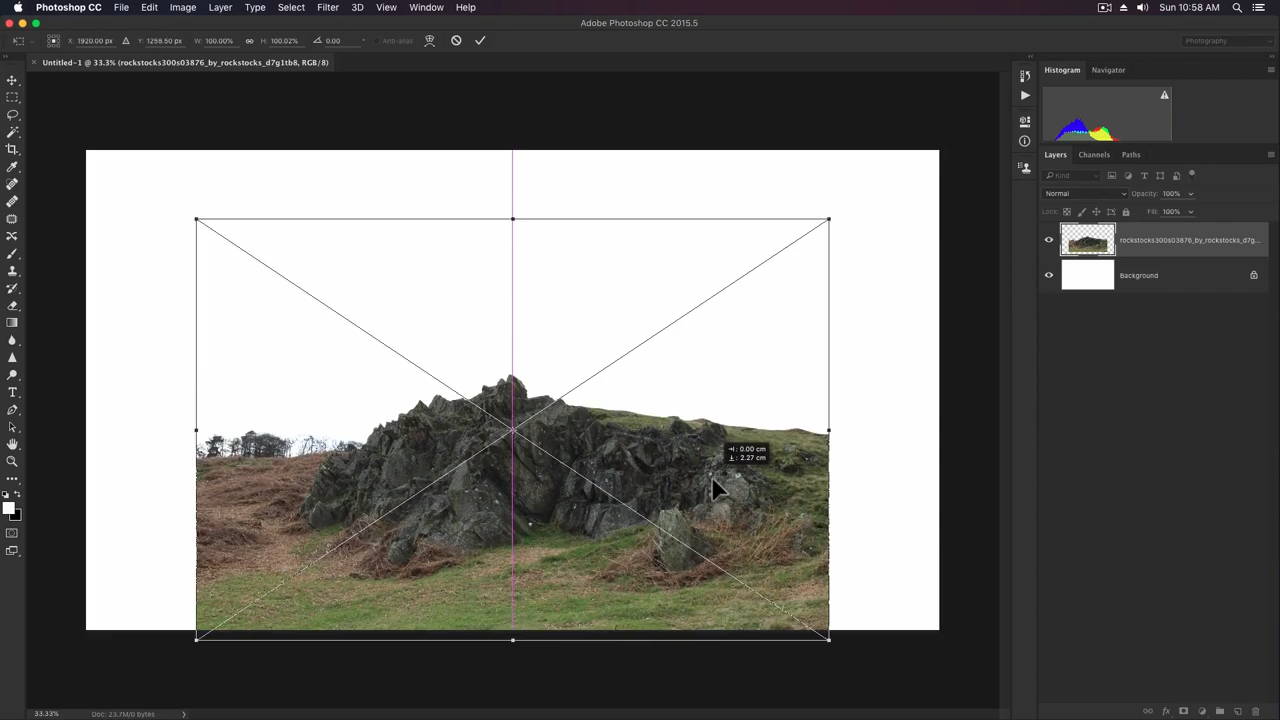 Photoshop CC File Edit Image Layer Type Select Filter 3D View Window Help Sun 10:58 AM
Adobe Photoshop CC 2015.5
X: 1920.00 px Y: 1258.50 px W: 100.00% H: 100.02% 0.00 ° Anti-alias Photography
× Untitled-1 @ 33.3% (rockstocks300s03876_by_rockstocks_d7g1tb8, RGB/8)
Histogram Navigator
Layers Channels Paths
Kind
Normal Opacity: 100%
Lock: Fill: 100%
rockstocks300s03876_by_rockstocks_d7g...
Background
: 0.00 cm
: 2.27 cm
33.33% Doc: 23.7M/0 bytes